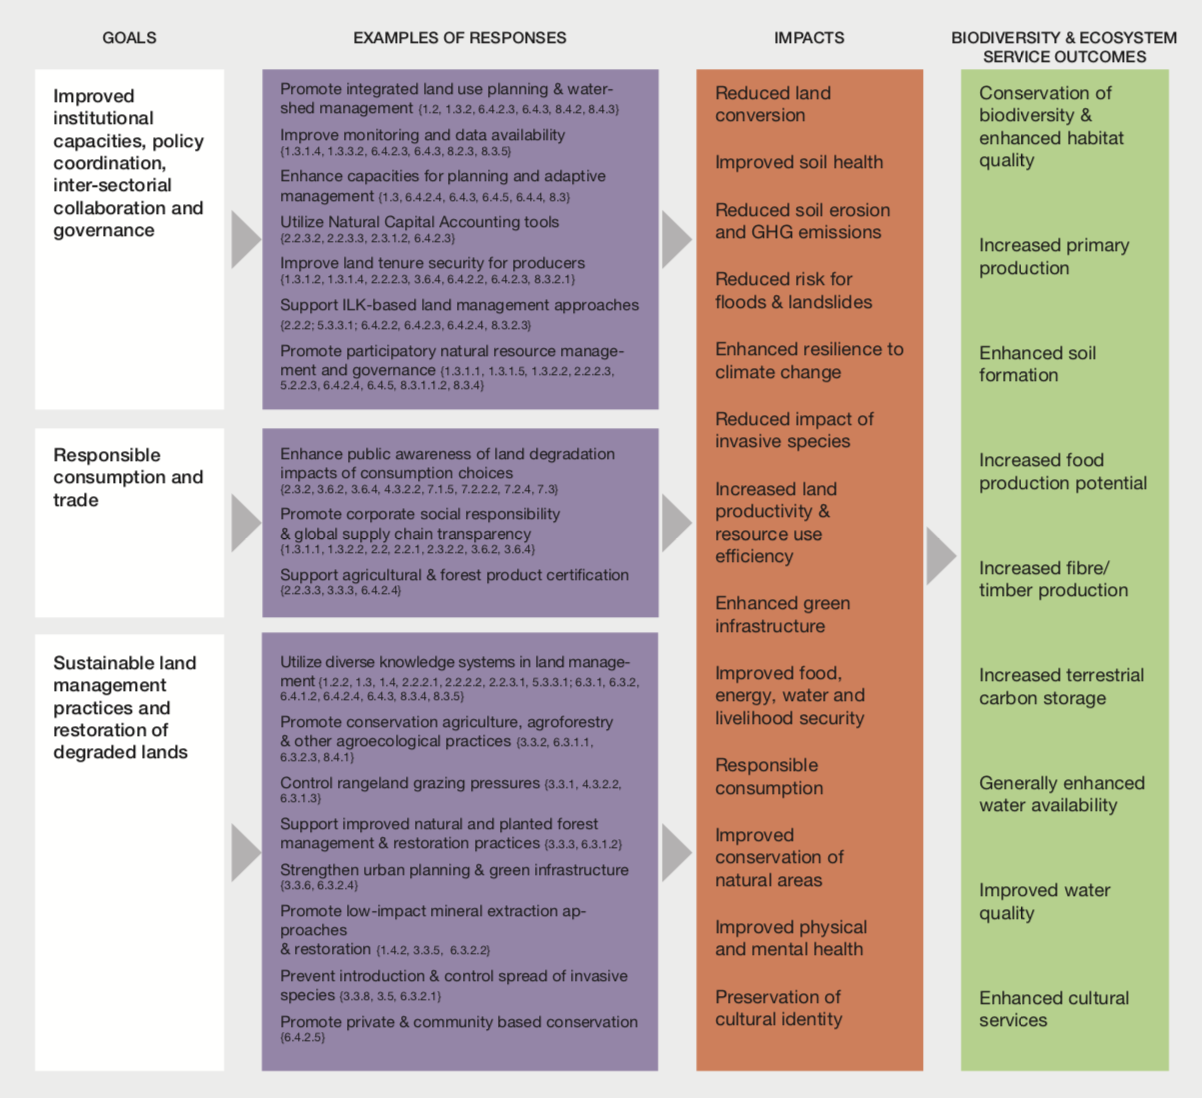 GOALS
EXAMPLES OF RESPONSES
IMPACTS
BIODIVERSITY & ECOSYSTEM
SERVICE OUTCOMES
Improved
institutional
capacities, policy
coordination,
inter-sectorial
collaboration and
governance
Promote integrated land use planning & water-
shed management {1.2, 1.3.2, 6.4.2.3, 6.4.3, 8.4.2, 8.4.3}
Improve monitoring and data availability
{1.3.1.4, 1.3.3.2, 6.4.2.3, 6.4.3, 8.2.3, 8.3.5}
Enhance capacities for planning and adaptive
management {1.3, 6.4.2.4, 6.4.3, 6.4.5, 6.4.4, 8.3}
Utilize Natural Capital Accounting tools
{2.2.3.2, 2.2.3.3, 2.3.1.2, 6.4.2.3}
Improve land tenure security for producers
{1.3.1.2, 1.3.1.4, 2.2.2.3, 3.6.4, 6.4.2.2, 6.4.2.3, 8.3.2.1}
Support ILK-based land management approaches
{2.2.2; 5.3.3.1; 6.4.2.2, 6.4.2.3, 6.4.2.4, 8.3.2.3}
Promote participatory natural resource manage-
ment and governance {1.3.1.1, 1.3.1.5, 1.3.2.2, 2.2.2.3,
5.2.2.3, 6.4.2.4, 6.4.5, 8.3.1.1.2, 8.3.4}
Responsible
consumption and
trade
Enhance public awareness of land degradation
impacts of consumption choices
{2.3.2, 3.6.2, 3.6.4, 4.3.2.2, 7.1.5, 7.2.2.2, 7.2.4, 7.3}
Promote corporate social responsibility
& global supply chain transparency
{1.3.1.1, 1.3.2.2, 2.2, 2.2.1, 2.3.2.2, 3.6.2, 3.6.4}
Support agricultural & forest product certification
{2.2.3.3, 3.3.3, 6.4.2.4}
Sustainable land
management
practices and
restoration of
degraded lands
Utilize diverse knowledge systems in land manage-
ment {1.2.2, 1.3, 1.4, 2.2.2.1, 2.2.2.2, 2.2.3.1, 5.3.3.1; 6.3.1, 6.3.2,
6.4.1.2, 6.4.2.4, 6.4.3, 8.3.4, 8.3.5}
Promote conservation agriculture, agroforestry
& other agroecological practices {3.3.2, 6.3.1.1,
6.3.2.3, 8.4.1}
Control rangeland grazing pressures {3.3.1, 4.3.2.2,
6.3.1.3}
Support improved natural and planted forest
management & restoration practices {3.3.3, 6.3.1.2}
Strengthen urban planning & green infrastructure
{3.3.6, 6.3.2.4}
Promote low-impact mineral extraction ap-
proaches
& restoration {1.4.2, 3.3.5, 6.3.2.2}
Prevent introduction & control spread of invasive
species {3.3.8, 3.5, 6.3.2.1}
Promote private & community based conservation
{6.4.2.5}
Reduced land
conversion
Improved soil health
Reduced soil erosion
and GHG emissions
Reduced risk for
floods & landslides
Enhanced resilience to
climate change
Reduced impact of
invasive species
Increased land
productivity &
resource use
efficiency
Enhanced green
infrastructure
Improved food,
energy, water and
livelihood security
Responsible
consumption
Improved
conservation of
natural areas
Improved physical
and mental health
Preservation of
cultural identity
Conservation of
biodiversity &
enhanced habitat
quality
Increased primary
production
Enhanced soil
formation
Increased food
production potential
Increased fibre/
timber production
Increased terrestrial
carbon storage
Generally enhanced
water availability
Improved water
quality
Enhanced cultural
services